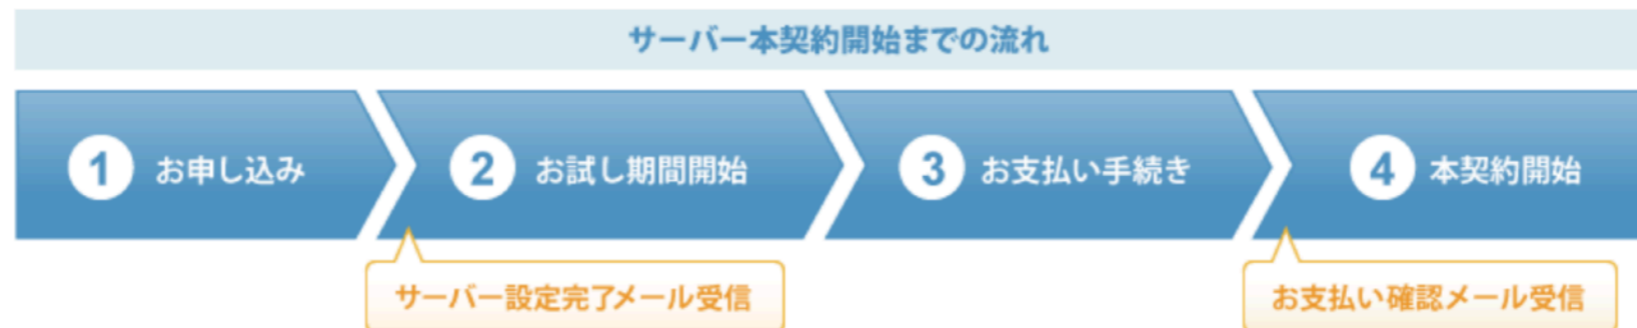 サーバー本契約開始までの流れ
1 お申し込み
2 お試し期間開始
3 お支払い手続き
4 本契約開始
サーバー設定完了メール受信
お支払い確認メール受信